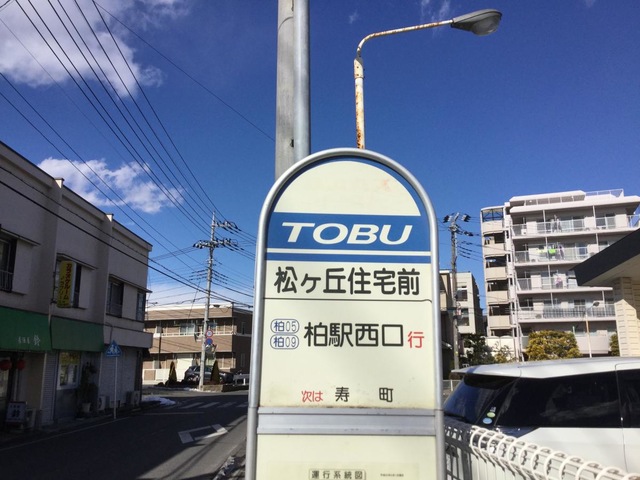 TOBU
松ヶ丘住宅前
柏05
柏09
柏駅西口行
次は 寿町
運行系統図